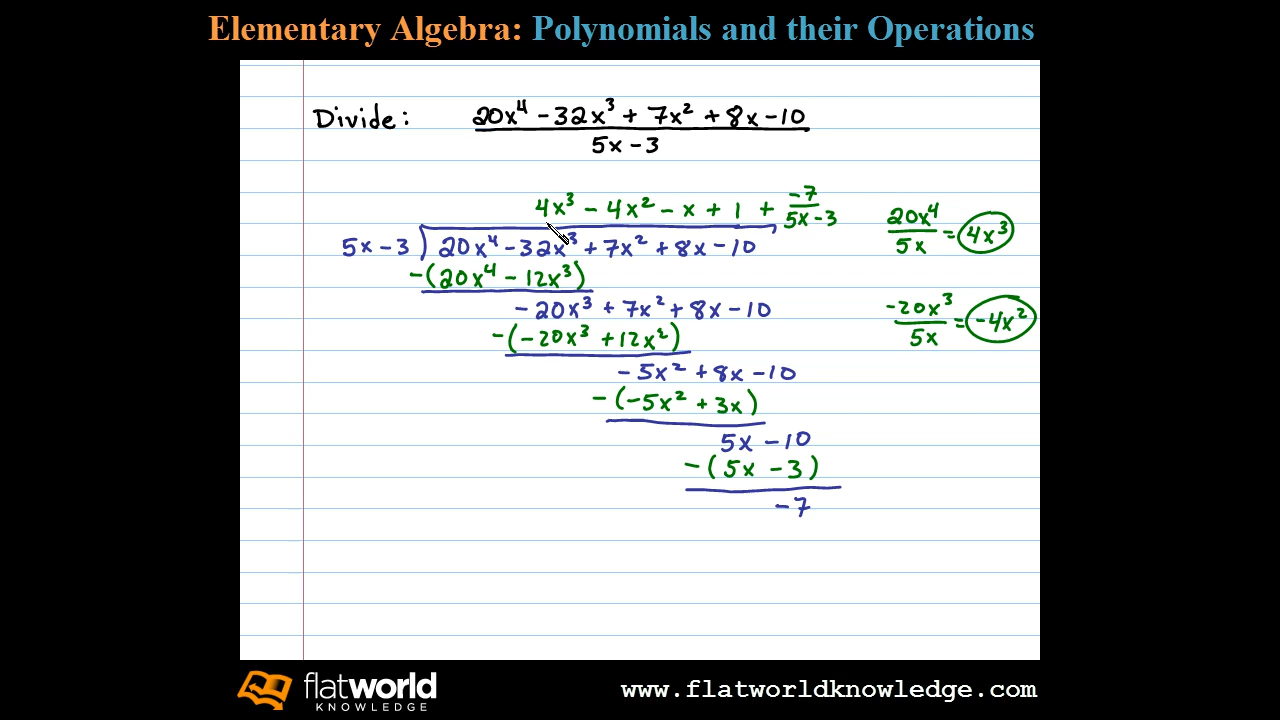 Elementary Algebra: Polynomials and their Operations
Divide: 20x⁴ - 32x³ + 7x² + 8x - 10
5x - 3
4x³ - 4x² - x + 1 + -7/(5x - 3)
5x - 3 ) 20x⁴ - 32x³ + 7x² + 8x - 10
20x⁴/5x = 4x³
-(20x⁴ - 12x³)
- 20x³ + 7x² + 8x - 10
-20x³/5x = -4x²
-(-20x³ + 12x²)
- 5x² + 8x - 10
-(-5x² + 3x)
5x - 10
-(5x - 3)
-7
flatworld
KNOWLEDGE
www.flatworldknowledge.com